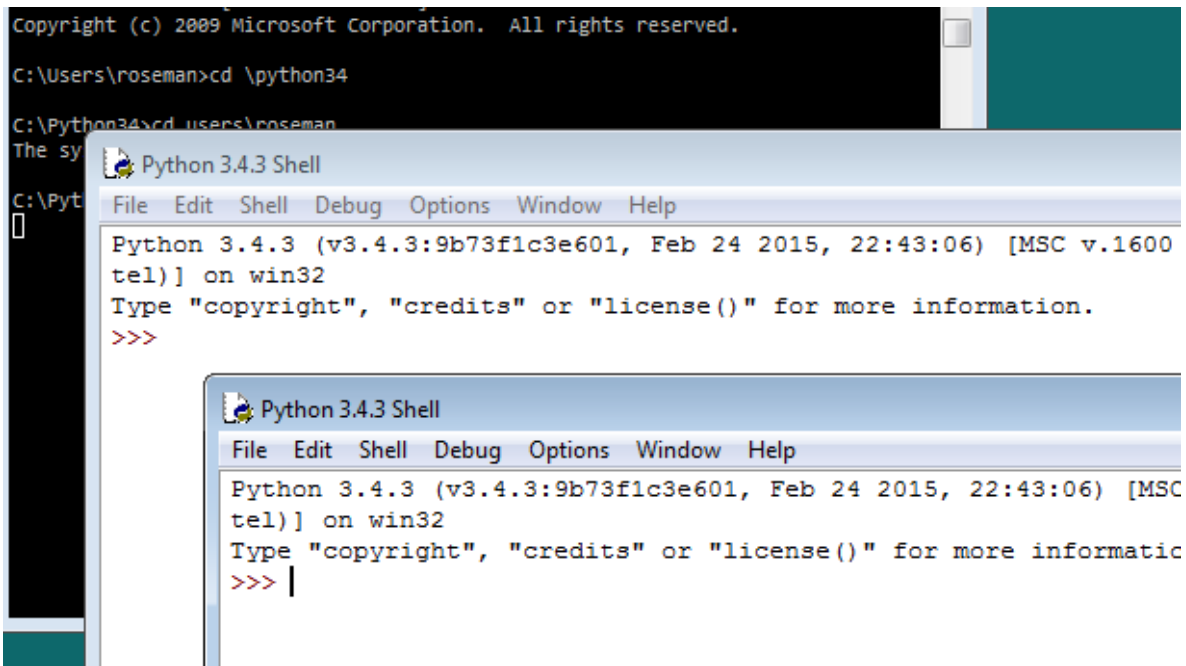 Copyright (c) 2009 Microsoft Corporation.  All rights reserved.
C:\Users\roseman>cd \python34
C:\Python34>cd users\roseman
The sy
C:\Pyt
Python 3.4.3 Shell
File Edit Shell Debug Options Window Help
Python 3.4.3 (v3.4.3:9b73f1c3e601, Feb 24 2015, 22:43:06) [MSC v.1600
tel)] on win32
Type "copyright", "credits" or "license()" for more information.
>>>
Python 3.4.3 Shell
File Edit Shell Debug Options Window Help
Python 3.4.3 (v3.4.3:9b73f1c3e601, Feb 24 2015, 22:43:06) [MSC
tel)] on win32
Type "copyright", "credits" or "license()" for more informatic
>>>